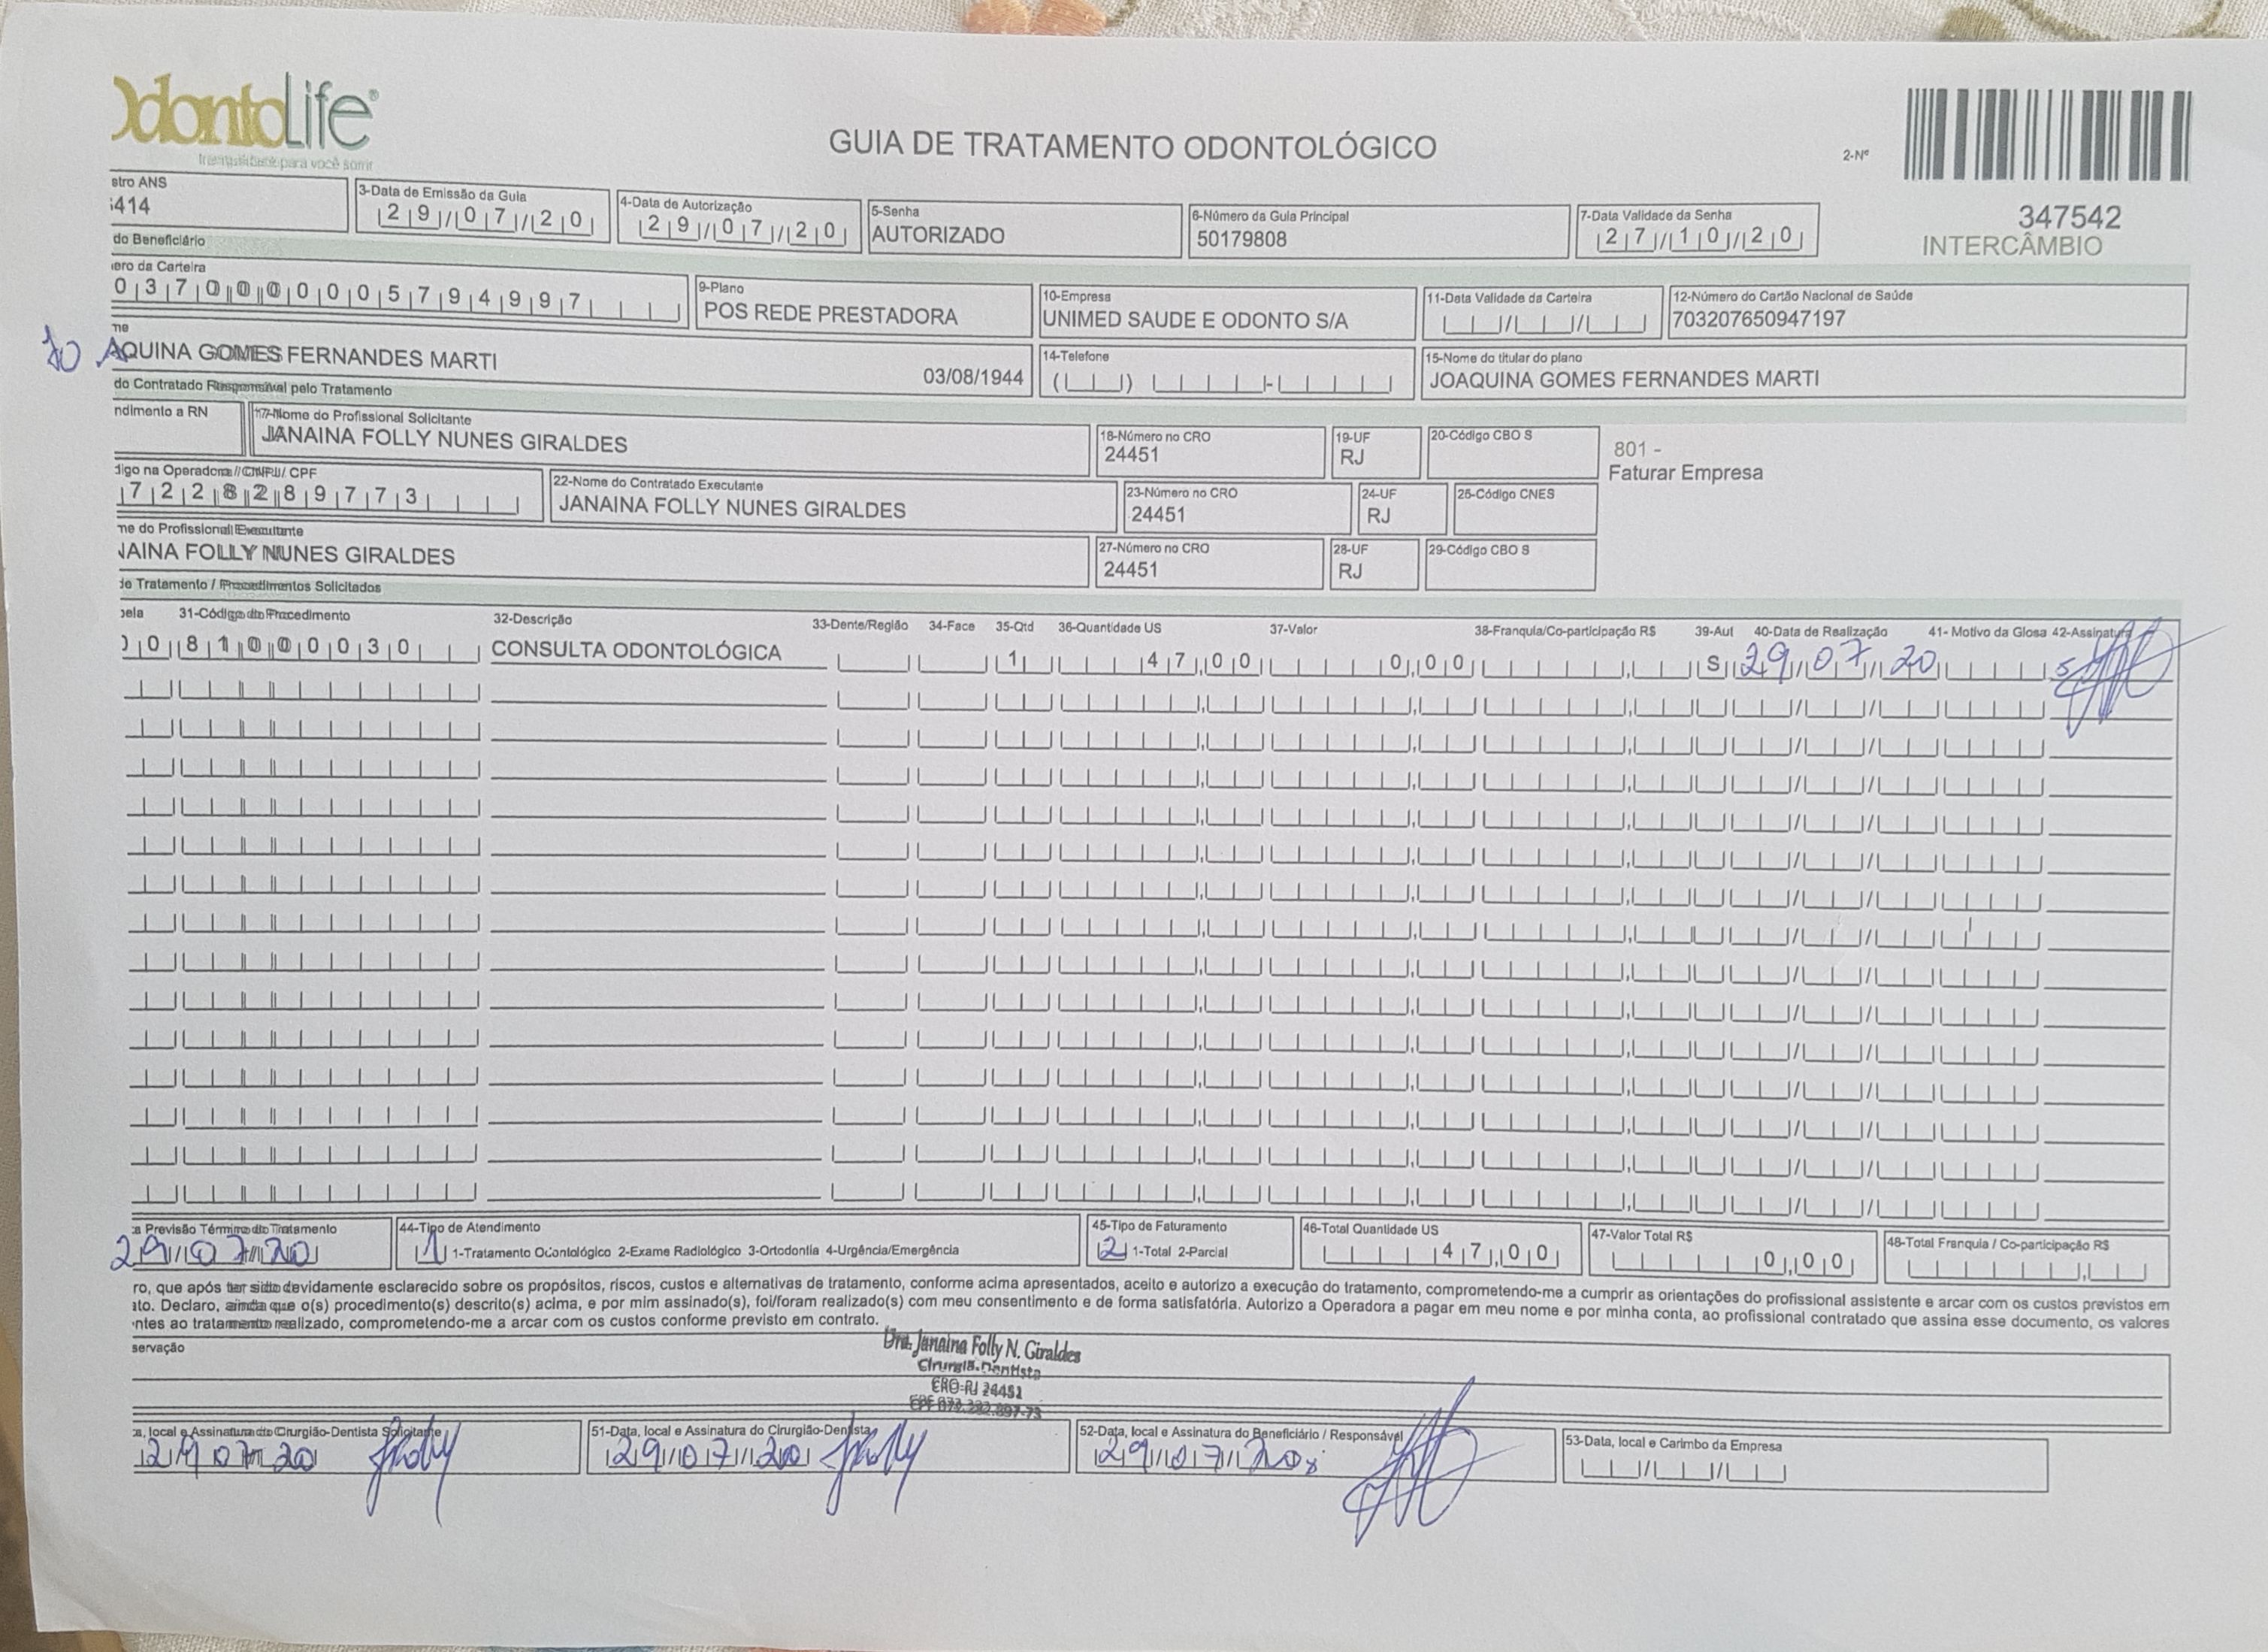 OdontoLife®
tranquilidade para você sorrir
GUIA DE TRATAMENTO ODONTOLÓGICO
2-Nº
347542
INTERCÂMBIO
stro ANS
414
3-Data de Emissão da Guia
29/07/20
4-Data de Autorização
29/07/20
5-Senha
AUTORIZADO
6-Número da Guia Principal
50179808
7-Data Validade da Senha
27/10/20
do Beneficiário
ero da Carteira
03700000005794997
9-Plano
POS REDE PRESTADORA
10-Empresa
UNIMED SAUDE E ODONTO S/A
11-Data Validade da Carteira
12-Número do Cartão Nacional de Saúde
703207650947197
me
JOAQUINA GOMES FERNANDES MARTI
03/08/1944
14-Telefone
15-Nome do titular do plano
JOAQUINA GOMES FERNANDES MARTI
do Contratado Responsável pelo Tratamento
ndimento a RN
17-Nome do Profissional Solicitante
JANAINA FOLLY NUNES GIRALDES
18-Número no CRO
24451
19-UF
RJ
20-Código CBO S
801 -
Faturar Empresa
digo na Operadora / CNPJ / CPF
7228289773
22-Nome do Contratado Executante
JANAINA FOLLY NUNES GIRALDES
23-Número no CRO
24451
24-UF
RJ
25-Código CNES
me do Profissional Executante
NAINA FOLLY NUNES GIRALDES
27-Número no CRO
24451
28-UF
RJ
29-Código CBO S
de Tratamento / Procedimentos Solicitados
bela 31-Código do Procedimento 32-Descrição 33-Dente/Região 34-Face 35-Qtd 36-Quantidade US 37-Valor 38-Franquia/Co-participação R$ 39-Aut 40-Data de Realização 41- Motivo da Glosa 42-Assinatura
00 81000030 CONSULTA ODONTOLÓGICA 1 47,00 0,00 S 29/07/20
a Previsão Término do Tratamento
29/07/20
44-Tipo de Atendimento
1 1-Tratamento Odontológico 2-Exame Radiológico 3-Ortodontia 4-Urgência/Emergência
45-Tipo de Faturamento
2 1-Total 2-Parcial
46-Total Quantidade US
47,00
47-Valor Total R$
0,00
48-Total Franquia / Co-participação R$
ro, que após ter sido devidamente esclarecido sobre os propósitos, riscos, custos e alternativas de tratamento, conforme acima apresentados, aceito e autorizo a execução do tratamento, comprometendo-me a cumprir as orientações do profissional assistente e arcar com os custos previstos em
ato. Declaro, ainda que o(s) procedimento(s) descrito(s) acima, e por mim assinado(s), foi/foram realizado(s) com meu consentimento e de forma satisfatória. Autorizo a Operadora a pagar em meu nome e por minha conta, ao profissional contratado que assina esse documento, os valores
ntes ao tratamento realizado, comprometendo-me a arcar com os custos conforme previsto em contrato.
servação
Dra. Janaina Folly N. Giraldes
Cirurgiã-Dentista
CRO-RJ 24451
a, local e Assinatura do Cirurgião-Dentista Solicitante
29 07 20 Folly
51-Data, local e Assinatura do Cirurgião-Dentista
29/07/20 Folly
52-Data, local e Assinatura do Beneficiário / Responsável
29/07/20
53-Data, local e Carimbo da Empresa